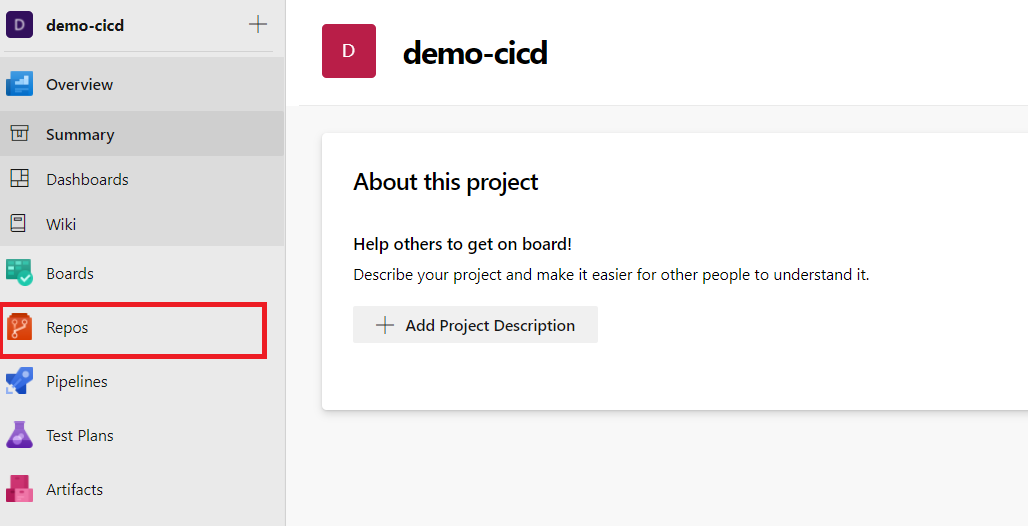 D demo-cicd
Overview
Summary
Dashboards
Wiki
Boards
Repos
Pipelines
Test Plans
Artifacts
D demo-cicd
About this project
Help others to get on board!
Describe your project and make it easier for other people to understand it.
Add Project Description